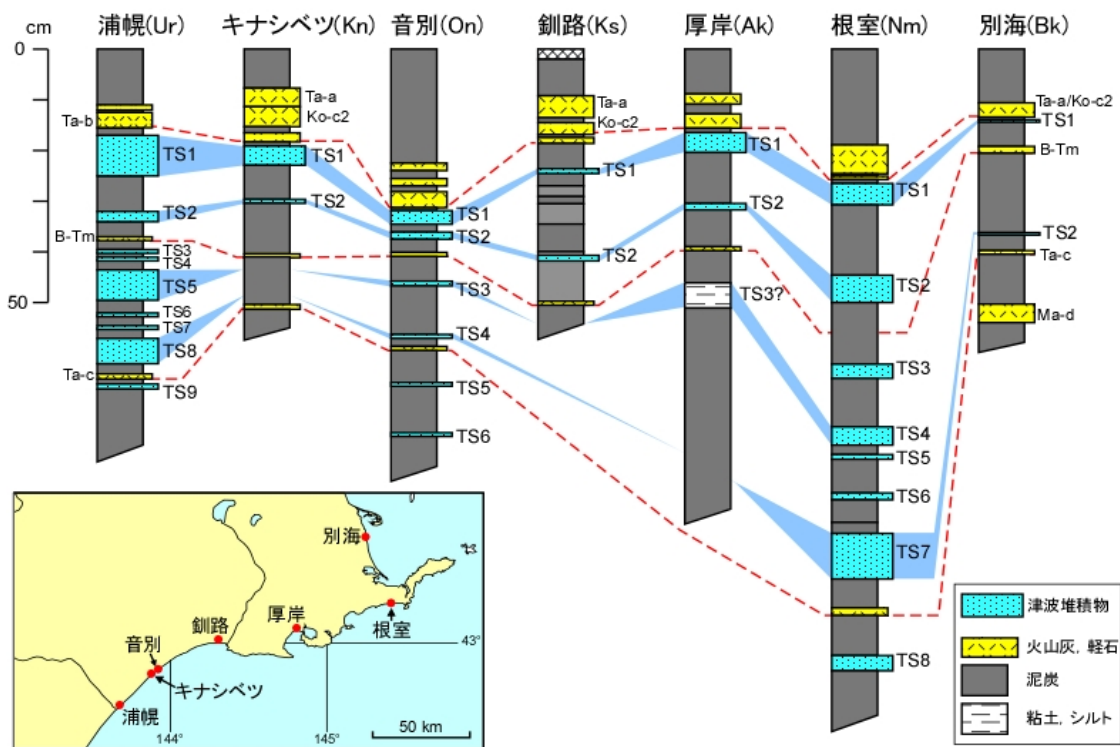 cm
浦幌(Ur)
キナシベツ(Kn)
音別(On)
釧路(Ks)
厚岸(Ak)
根室(Nm)
別海(Bk)
0
50
Ta-b
TS1
TS2
B-Tm
TS3
TS4
TS5
TS6
TS7
TS8
Ta-c
TS9
Ta-a
Ko-c2
TS1
TS2
TS1
TS2
TS3
TS4
TS5
TS6
Ta-a
Ko-c2
TS1
TS2
TS1
TS2
TS3?
TS1
TS2
TS3
TS4
TS5
TS6
TS7
TS8
Ta-a/Ko-c2
TS1
B-Tm
TS2
Ta-c
Ma-d
別海
根室
厚岸
釧路
音別
キナシベツ
浦幌
43°
144°
145°
50 km
津波堆積物
火山灰, 軽石
泥炭
粘土, シルト